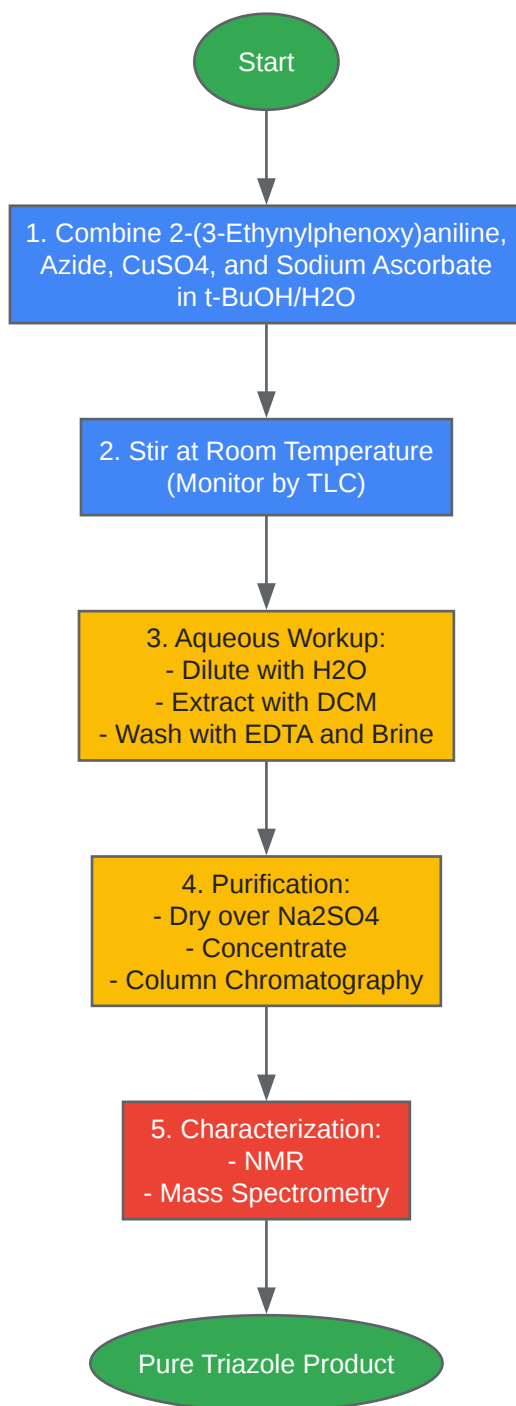 Start
1. Combine 2-(3-Ethynylphenoxy)aniline,
Azide, CuSO4, and Sodium Ascorbate
in t-BuOH/H2O
2. Stir at Room Temperature
(Monitor by TLC)
3. Aqueous Workup:
- Dilute with H2O
- Extract with DCM
- Wash with EDTA and Brine
4. Purification:
- Dry over Na2SO4
- Concentrate
- Column Chromatography
5. Characterization:
- NMR
- Mass Spectrometry
Pure Triazole Product